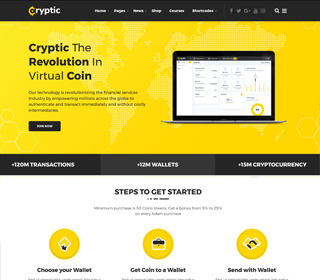 Cryptic
Home Pages News Shop Courses Shortcodes
Cryptic The
Revolution In
Virtual Coin
Our technology is revolutionizing the financial services
industry by empowering millions across the globe to
authenticate and transact immediately and without costly
intermediaries.
JOIN NOW
+120M TRANSACTIONS
+12M WALLETS
+15M CRYPTOCURRENCY
STEPS TO GET STARTED
Minimum purchase is 50 Coins tokens. Get a bonus from 5% to 25%
on every token purchase
Choose your Wallet
Get Coin to a Wallet
Send with Wallet